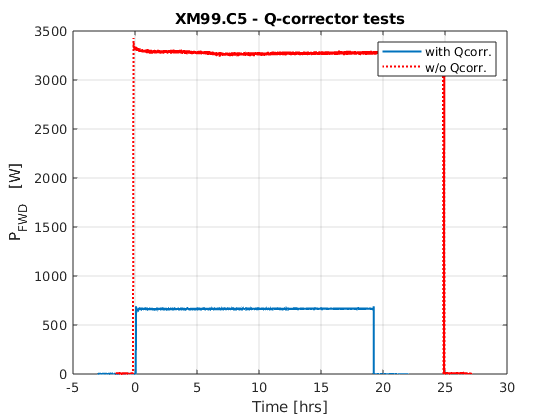 XM99.C5 - Q-corrector tests
with Qcorr.
w/o Qcorr.
3500
3000
2500
2000
1500
1000
500
0
P_FWD [W]
-5 0 5 10 15 20 25 30
Time [hrs]